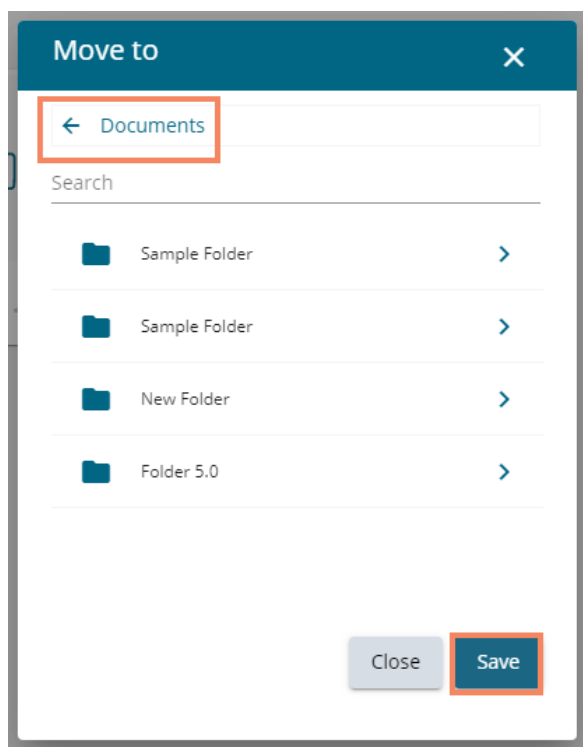 Move to
Documents
Search
Sample Folder
Sample Folder
New Folder
Folder 5.0
Close Save